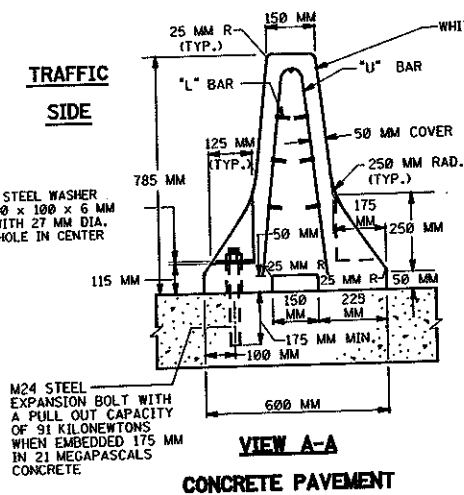 150 MM
25 MM R
(TYP.)
TRAFFIC
SIDE
"L" BAR
"U" BAR
125 MM
(TYP.)
50 MM COVER
250 MM RAD.
(TYP.)
785 MM
175
MM
STEEL WASHER
x 100 x 6 MM
WITH 27 MM DIA.
HOLE IN CENTER
50 MM
250 MM
115 MM
25 MM R
25 MM R
50 MM
150
MM
225
MM
175 MM MIN.
100 MM
M24 STEEL
EXPANSION BOLT WITH
A PULL OUT CAPACITY
OF 91 KILONEWTONS
WHEN EMBEDDED 175 MM
IN 21 MEGAPASCALS
CONCRETE
600 MM
VIEW A-A
CONCRETE PAVEMENT